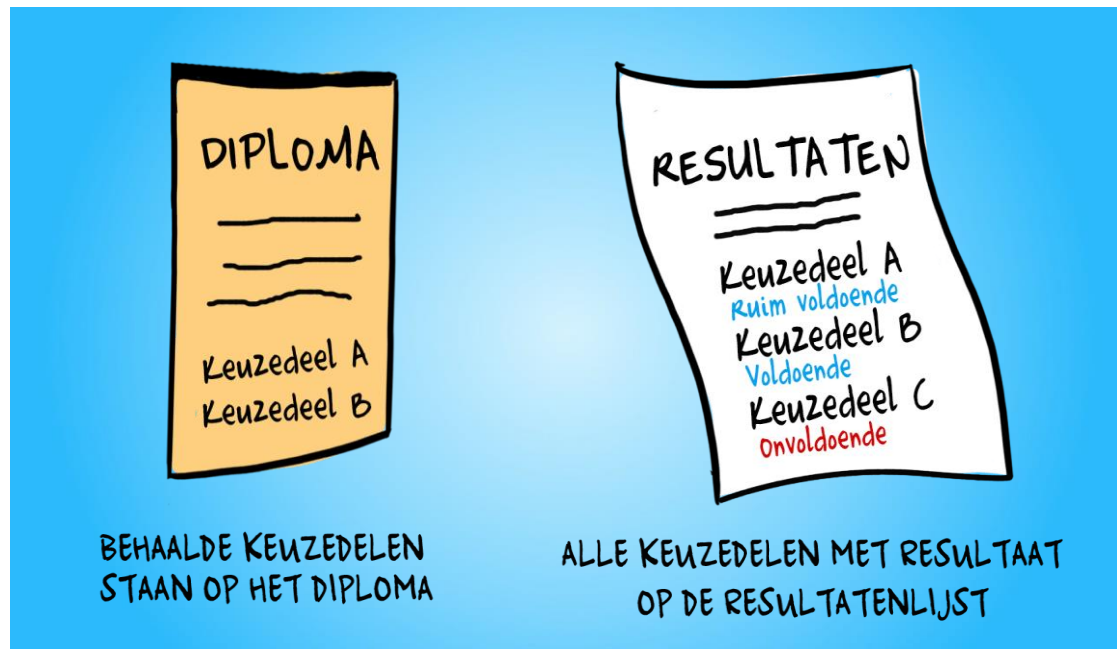 DIPLOMA
Keuzedeel A
Keuzedeel B
BEHAALDE KEUZEDELEN
STAAN OP HET DIPLOMA
RESULTATEN
Keuzedeel A
Ruim voldoende
Keuzedeel B
Voldoende
Keuzedeel C
Onvoldoende
ALLE KEUZEDELEN MET RESULTAAT
OP DE RESULTATENLIJST